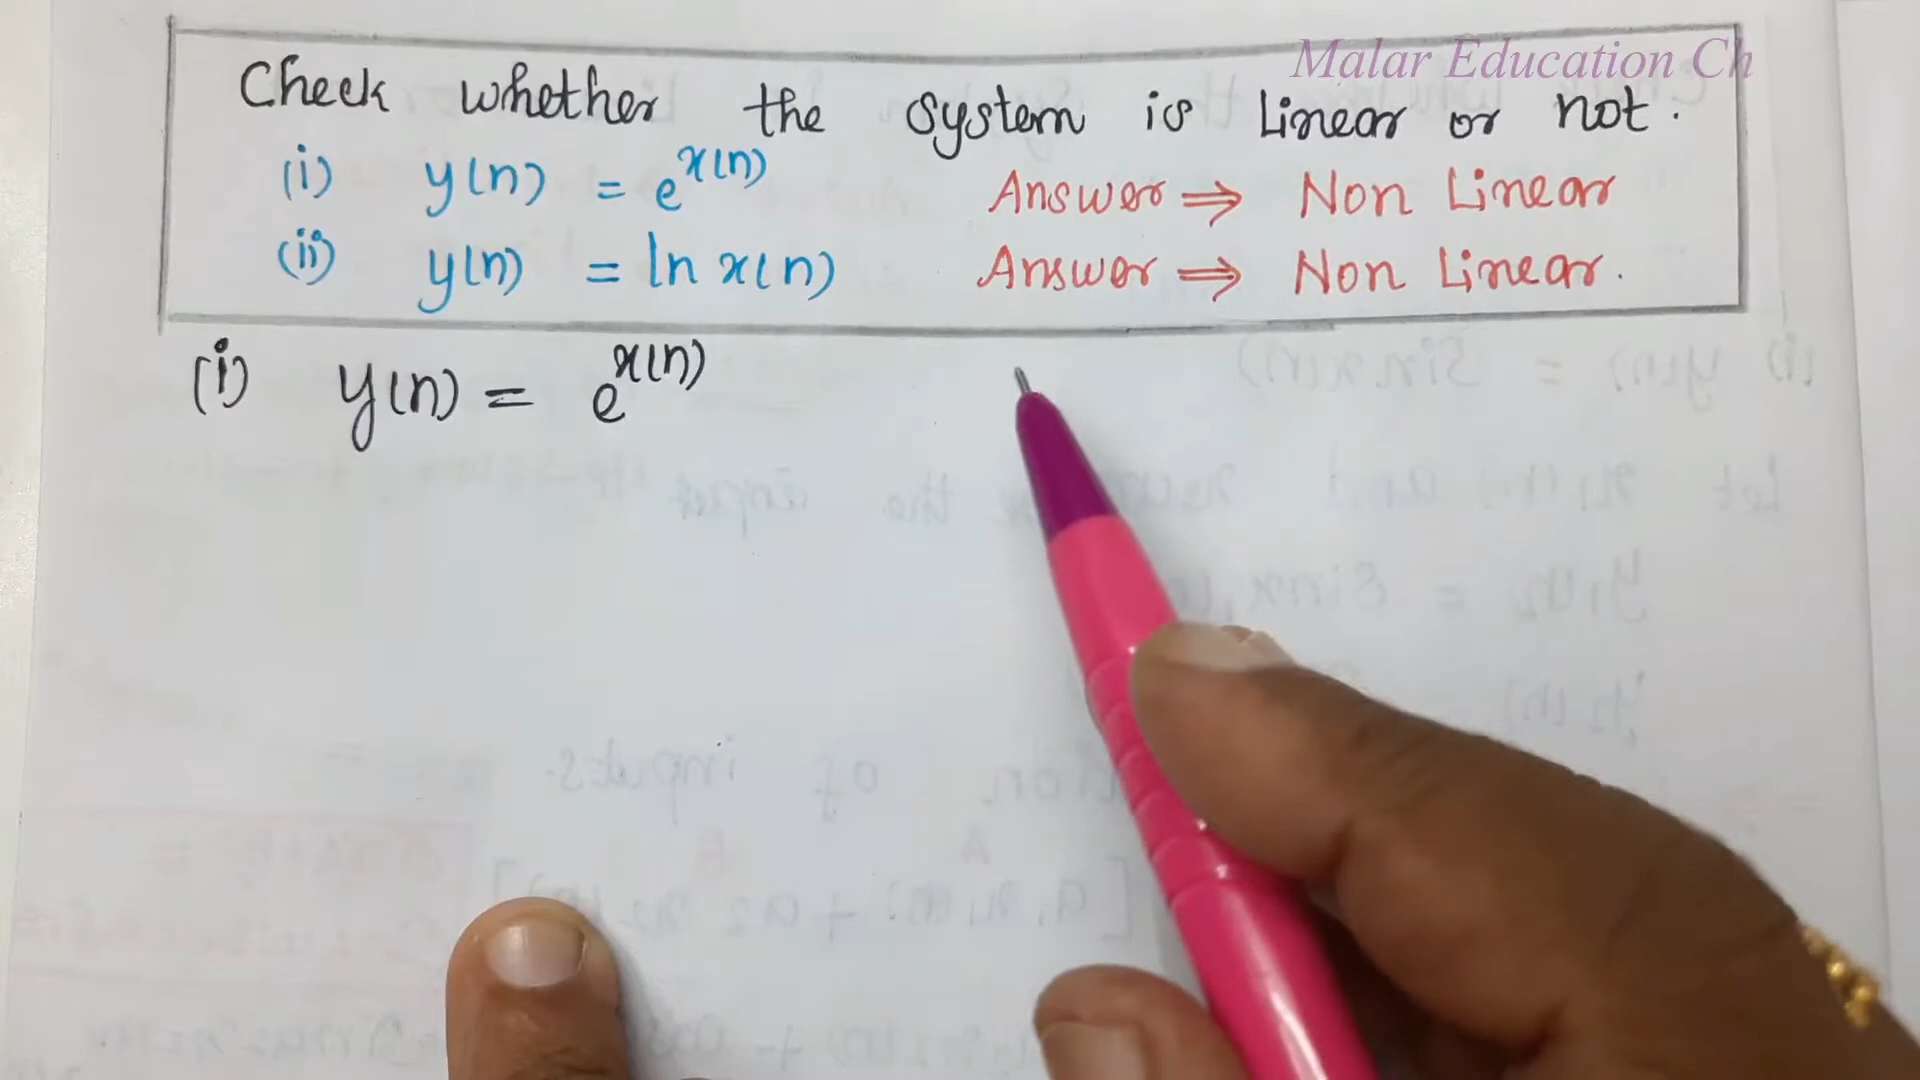 Malar Education Ch
Check whether the system is Linear or not.
(i) y(n) = e^x(n) Answer ⇒ Non Linear
(ii) y(n) = ln x(n) Answer ⇒ Non Linear.
(i) y(n) = e^x(n)